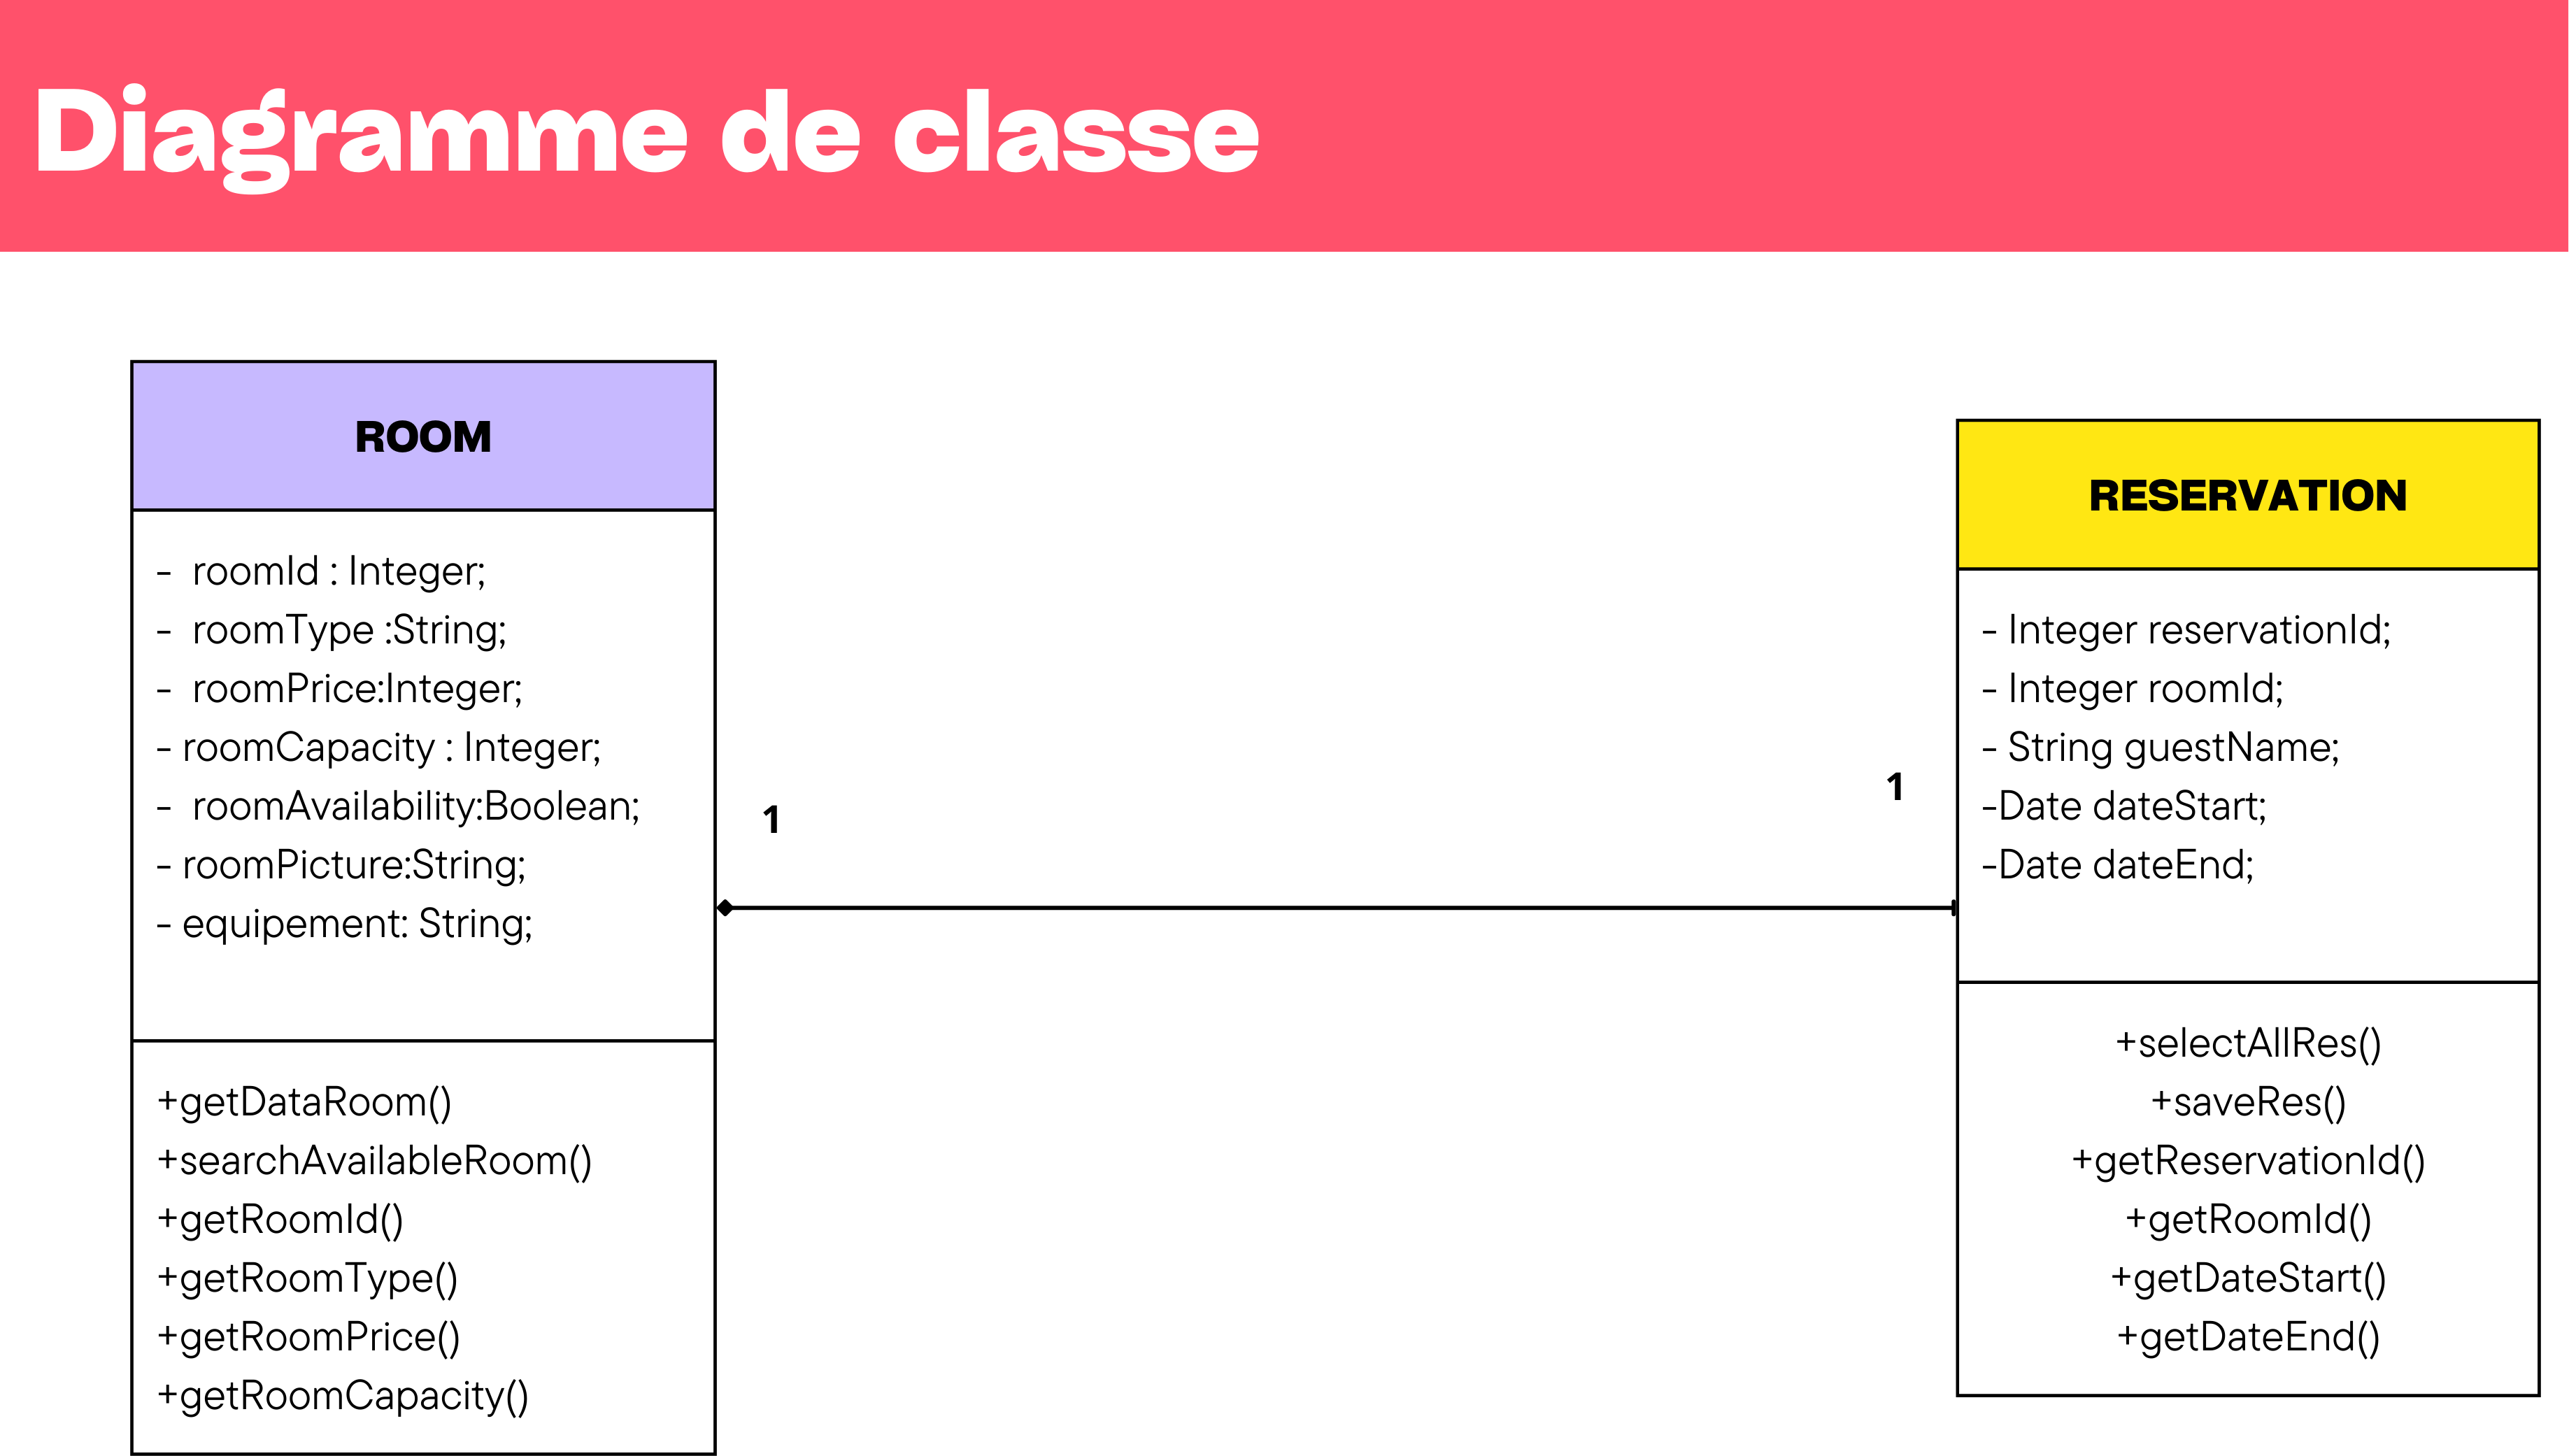 Diagramme de classe
ROOM
- roomId : Integer;
- roomType :String;
- roomPrice:Integer;
- roomCapacity : Integer;
- roomAvailability:Boolean;
- roomPicture:String;
- equipement: String;
+getDataRoom()
+searchAvailableRoom()
+getRoomId()
+getRoomType()
+getRoomPrice()
+getRoomCapacity()
1
1
RESERVATION
- Integer reservationId;
- Integer roomId;
- String guestName;
-Date dateStart;
-Date dateEnd;
+selectAllRes()
+saveRes()
+getReservationId()
+getRoomId()
+getDateStart()
+getDateEnd()